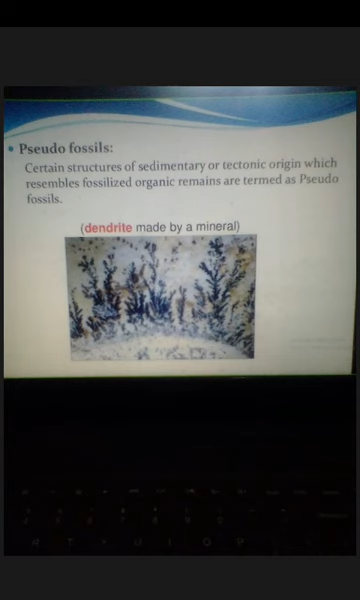 • Pseudo fossils:
Certain structures of sedimentary or tectonic origin which
resembles fossilized organic remains are termed as Pseudo
fossils.
(dendrite made by a mineral)